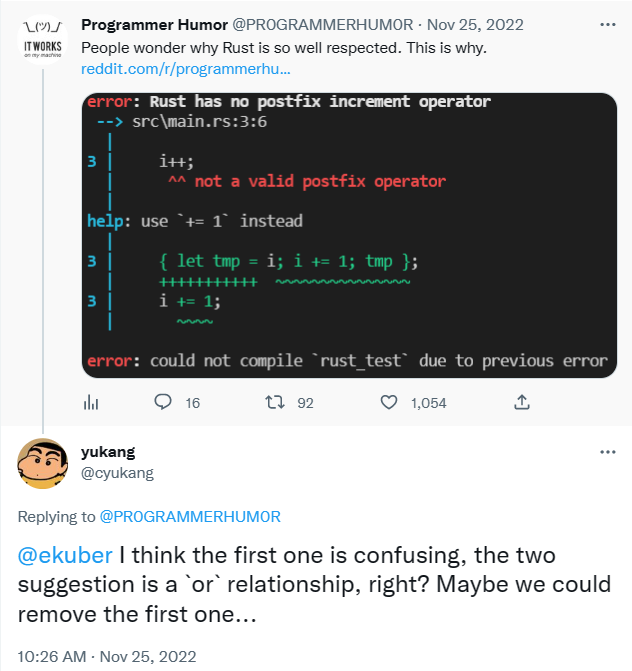 ¯\_(ツ)_/¯
IT WORKS
on my machine
Programmer Humor @PR0GRAMMERHUM0R · Nov 25, 2022
People wonder why Rust is so well respected. This is why.
reddit.com/r/programmerhu…
error: Rust has no postfix increment operator
--> src\main.rs:3:6
|
3 | i++;
| ^^ not a valid postfix operator
|
help: use `+= 1` instead
|
3 | { let tmp = i; i += 1; tmp };
| +++++++++++ ~~~~~~~~~~~~~~~~
3 | i += 1;
| ~~~~
error: could not compile `rust_test` due to previous error
16 92 1,054
yukang
@cyukang
Replying to @PR0GRAMMERHUM0R
@ekuber I think the first one is confusing, the two
suggestion is a `or` relationship, right? Maybe we could
remove the first one...
10:26 AM · Nov 25, 2022